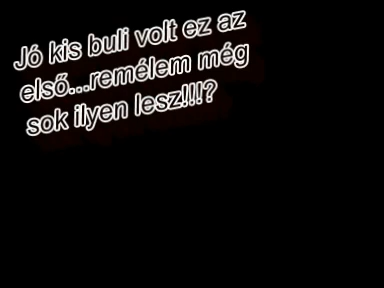 Jó kis buli volt ez az
első...remélem még
sok ilyen lesz!!!?